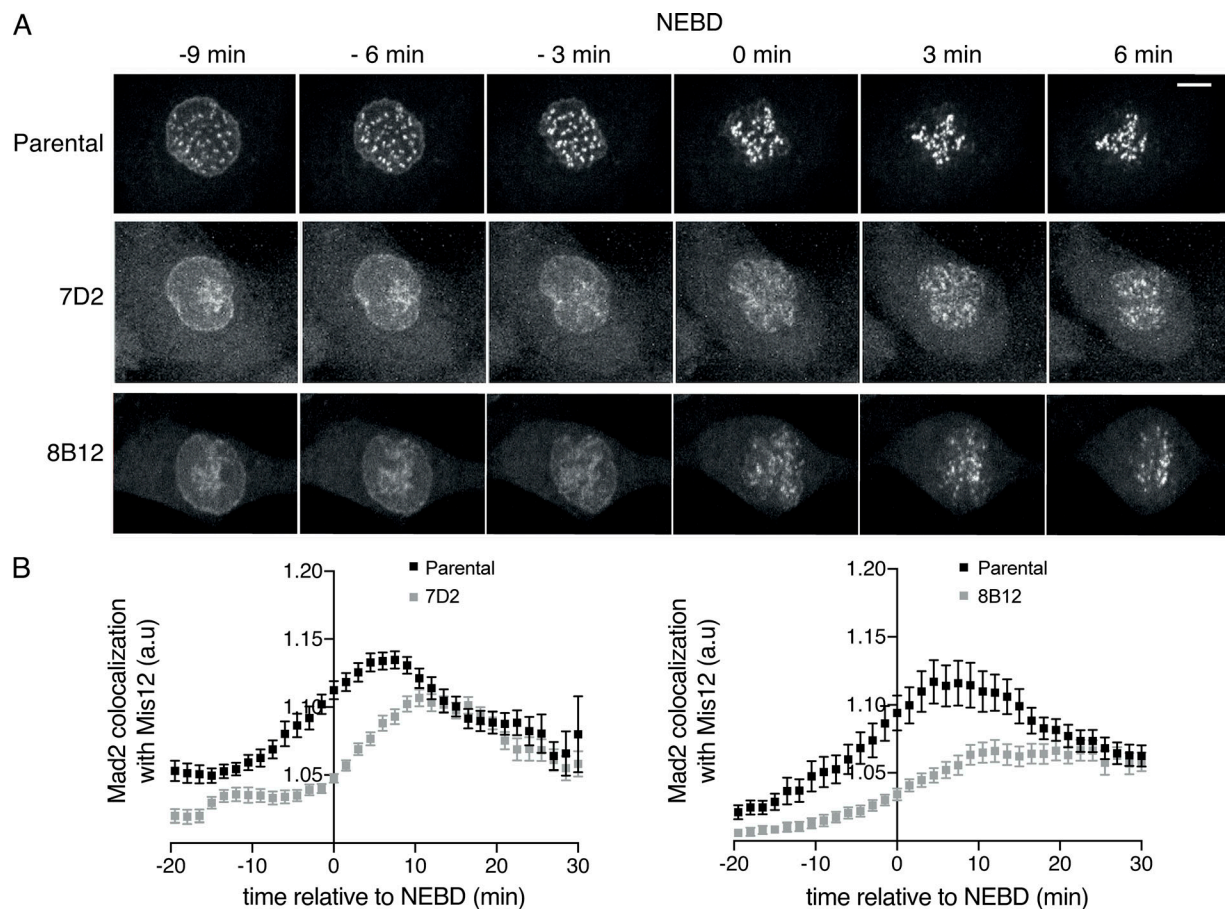 A
NEBD
-9 min
- 6 min
- 3 min
0 min
3 min
6 min
Parental
7D2
8B12
B
Mad2 colocalization
with Mis12 (a.u)
1.20
1.15
1.10
1.05
Parental
7D2
-20
-10
0
10
20
30
time relative to NEBD (min)
Mad2 colocalization
with Mis12 (a.u)
1.20
1.15
1.10
1.05
Parental
8B12
-20
-10
0
10
20
30
time relative to NEBD (min)